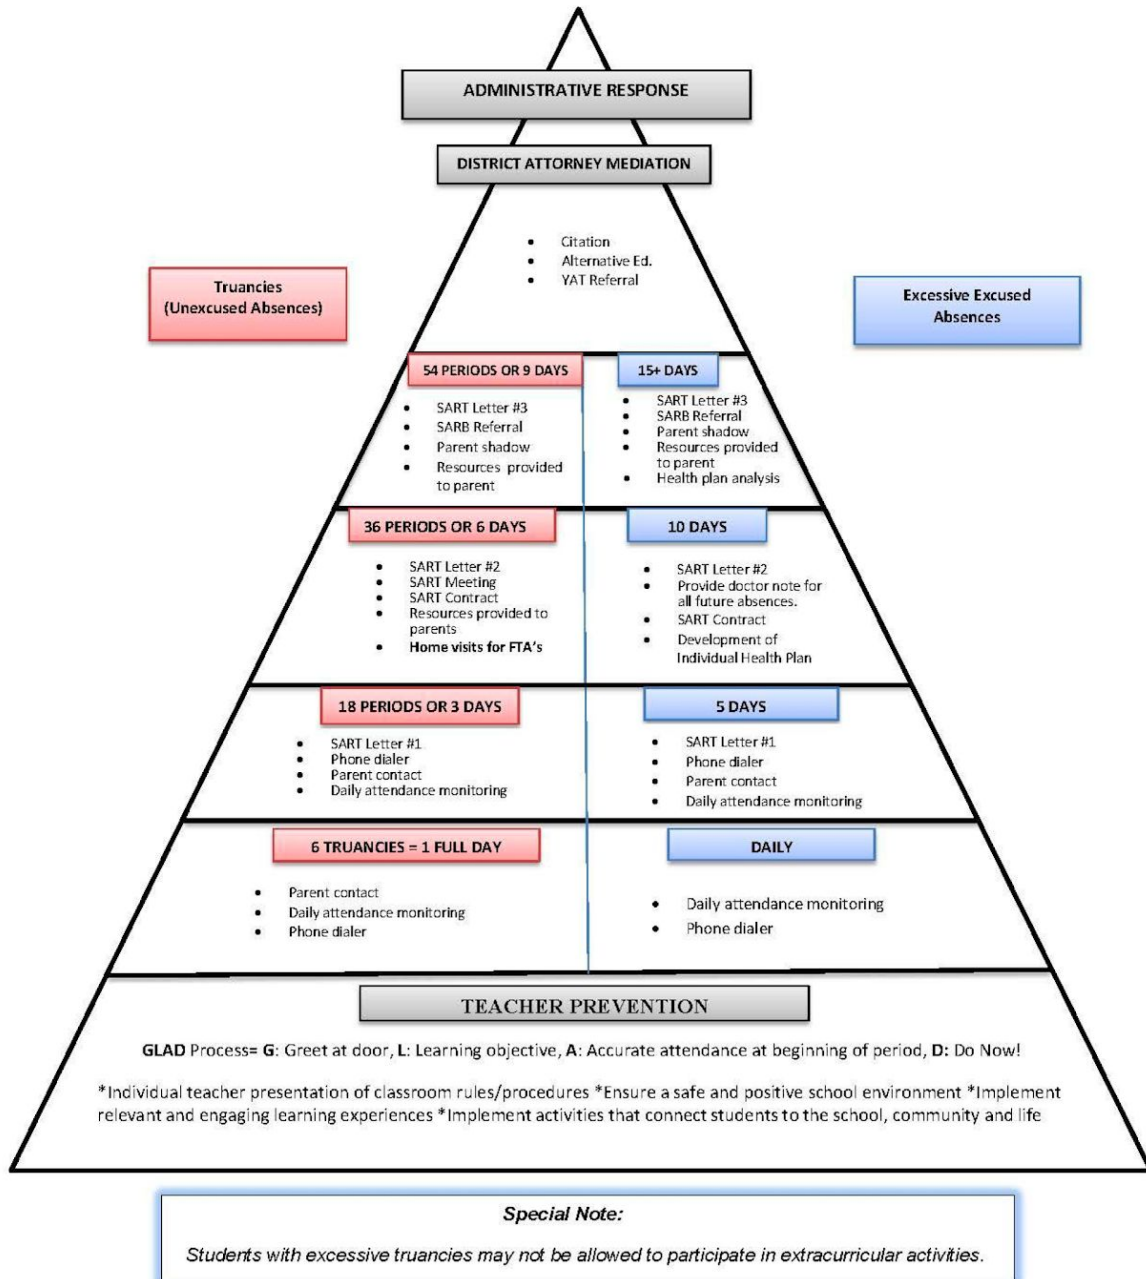 ADMINISTRATIVE RESPONSE
DISTRICT ATTORNEY MEDIATION
• Citation
• Alternative Ed.
• YAT Referral
Truancies
(Unexcused Absences)
Excessive Excused
Absences
54 PERIODS OR 9 DAYS
• SART Letter #3
• SARB Referral
• Parent shadow
• Resources provided
to parent
15+ DAYS
• SART Letter #3
• SARB Referral
• Parent shadow
• Resources provided
to parent
• Health plan analysis
36 PERIODS OR 6 DAYS
• SART Letter #2
• SART Meeting
• SART Contract
• Resources provided to
parents
• Home visits for FTA's
10 DAYS
• SART Letter #2
• Provide doctor note for
all future absences.
• SART Contract
• Development of
Individual Health Plan
18 PERIODS OR 3 DAYS
• SART Letter #1
• Phone dialer
• Parent contact
• Daily attendance monitoring
5 DAYS
• SART Letter #1
• Phone dialer
• Parent contact
• Daily attendance monitoring
6 TRUANCIES = 1 FULL DAY
• Parent contact
• Daily attendance monitoring
• Phone dialer
DAILY
• Daily attendance monitoring
• Phone dialer
TEACHER PREVENTION
GLAD Process= G: Greet at door, L: Learning objective, A: Accurate attendance at beginning of period, D: Do Now!
*Individual teacher presentation of classroom rules/procedures *Ensure a safe and positive school environment *Implement
relevant and engaging learning experiences *Implement activities that connect students to the school, community and life
Special Note:
Students with excessive truancies may not be allowed to participate in extracurricular activities.